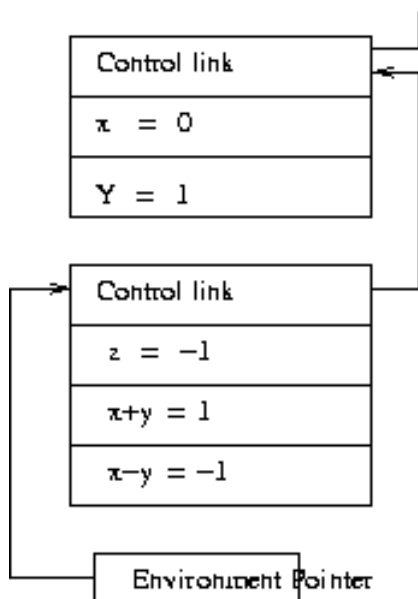 Control link
x = 0
Y = 1
Control link
z = -1
x+y = 1
x-y = -1
Environment Pointer